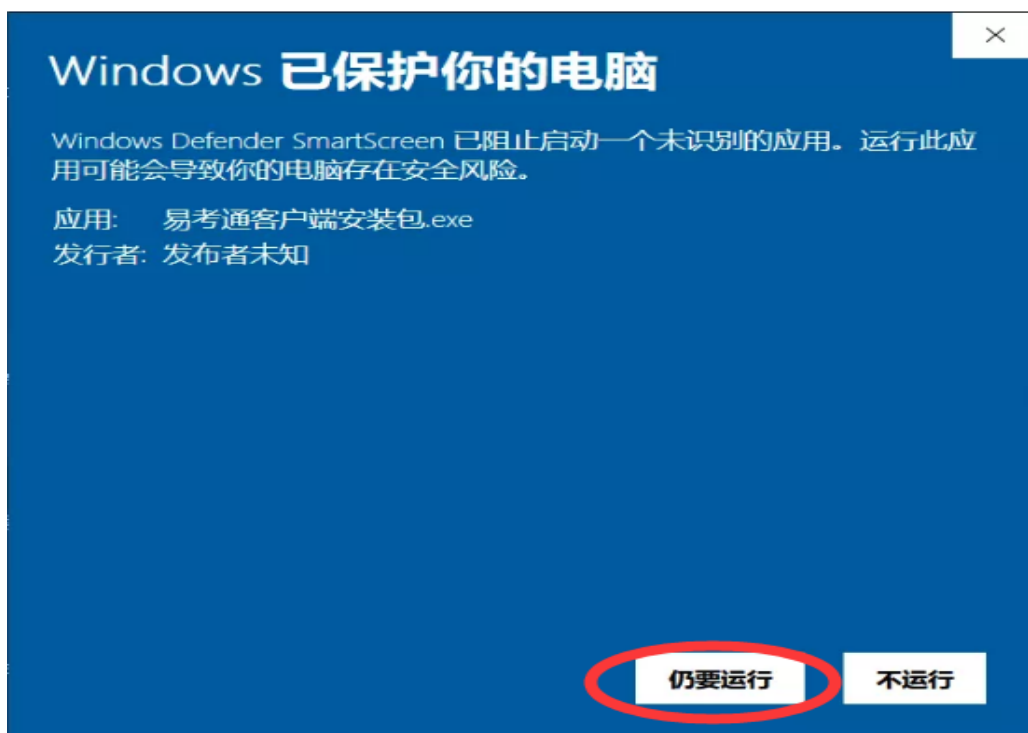 Windows 已保护你的电脑
Windows Defender SmartScreen 已阻止启动一个未识别的应用。运行此应
用可能会导致你的电脑存在安全风险。
应用: 易考通客户端安装包.exe
发行者: 发布者未知
仍要运行 不运行